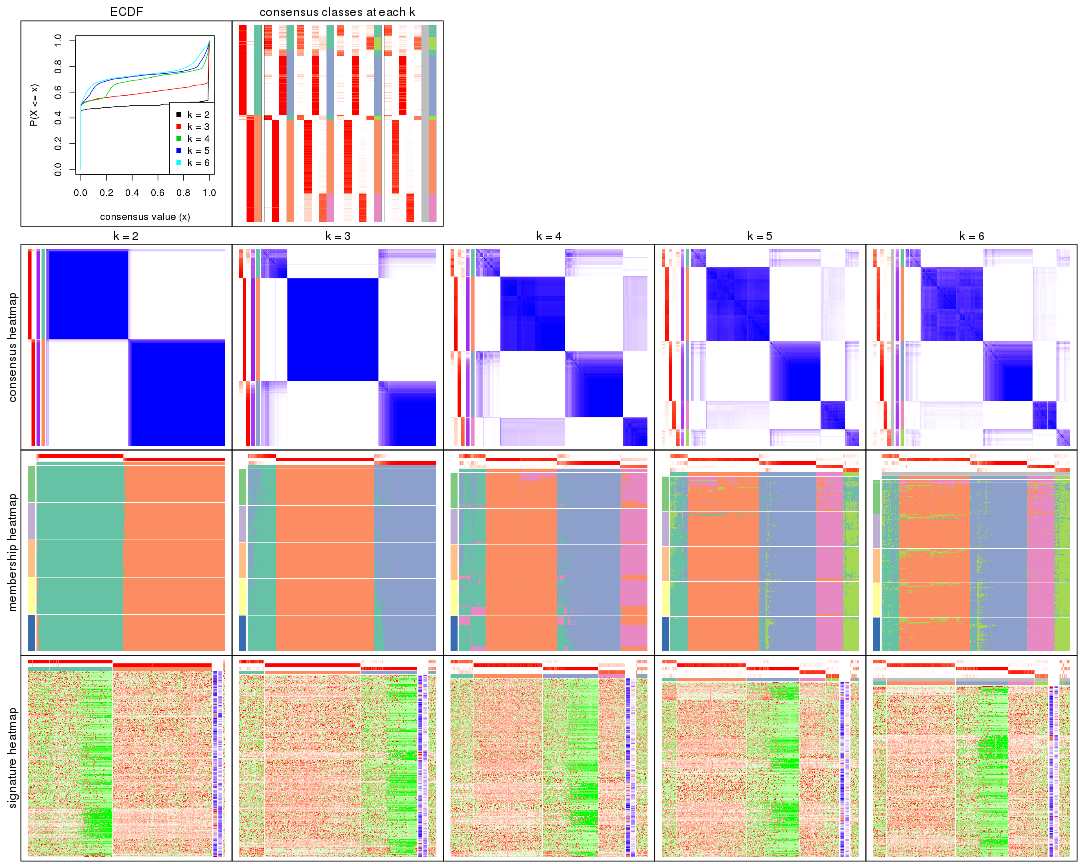 ECDF
consensus classes at each k
P(X <= x)
0.0
0.2
0.4
0.6
0.8
1.0
k = 2
k = 3
k = 4
k = 5
k = 6
0.0 0.2 0.4 0.6 0.8 1.0
consensus value (x)
k = 2
k = 3
k = 4
k = 5
k = 6
consensus heatmap
membership heatmap
signature heatmap